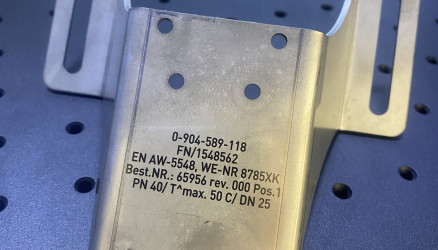 0-904-589-118
FN/1548562
EN AW-5548, WE-NR 8785XK
Best.NR.: 65956 rev. 000 Pos.1
PN 40/ T^max. 50 C/ DN 25